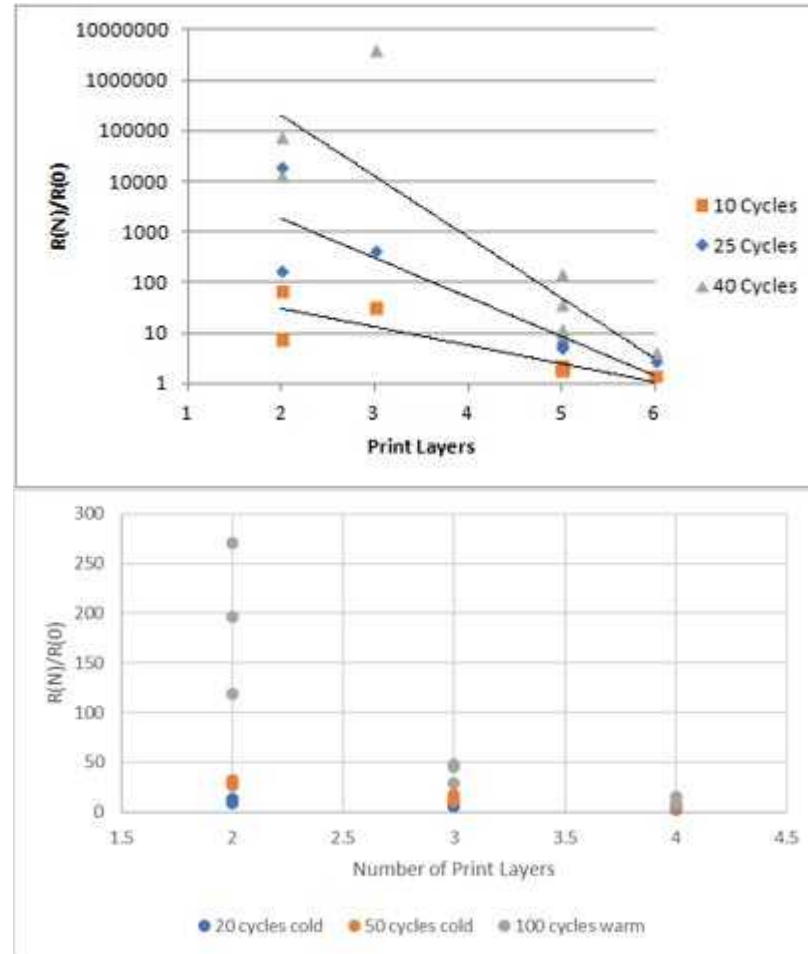 10000000
1000000
100000
10000
1000
100
10
1
R(N)/R(0)
1 2 3 4 5 6
Print Layers
10 Cycles
25 Cycles
40 Cycles
300
250
200
150
100
50
0
R(N)/R(0)
1.5 2 2.5 3 3.5 4 4.5
Number of Print Layers
20 cycles cold 50 cycles cold 100 cycles warm